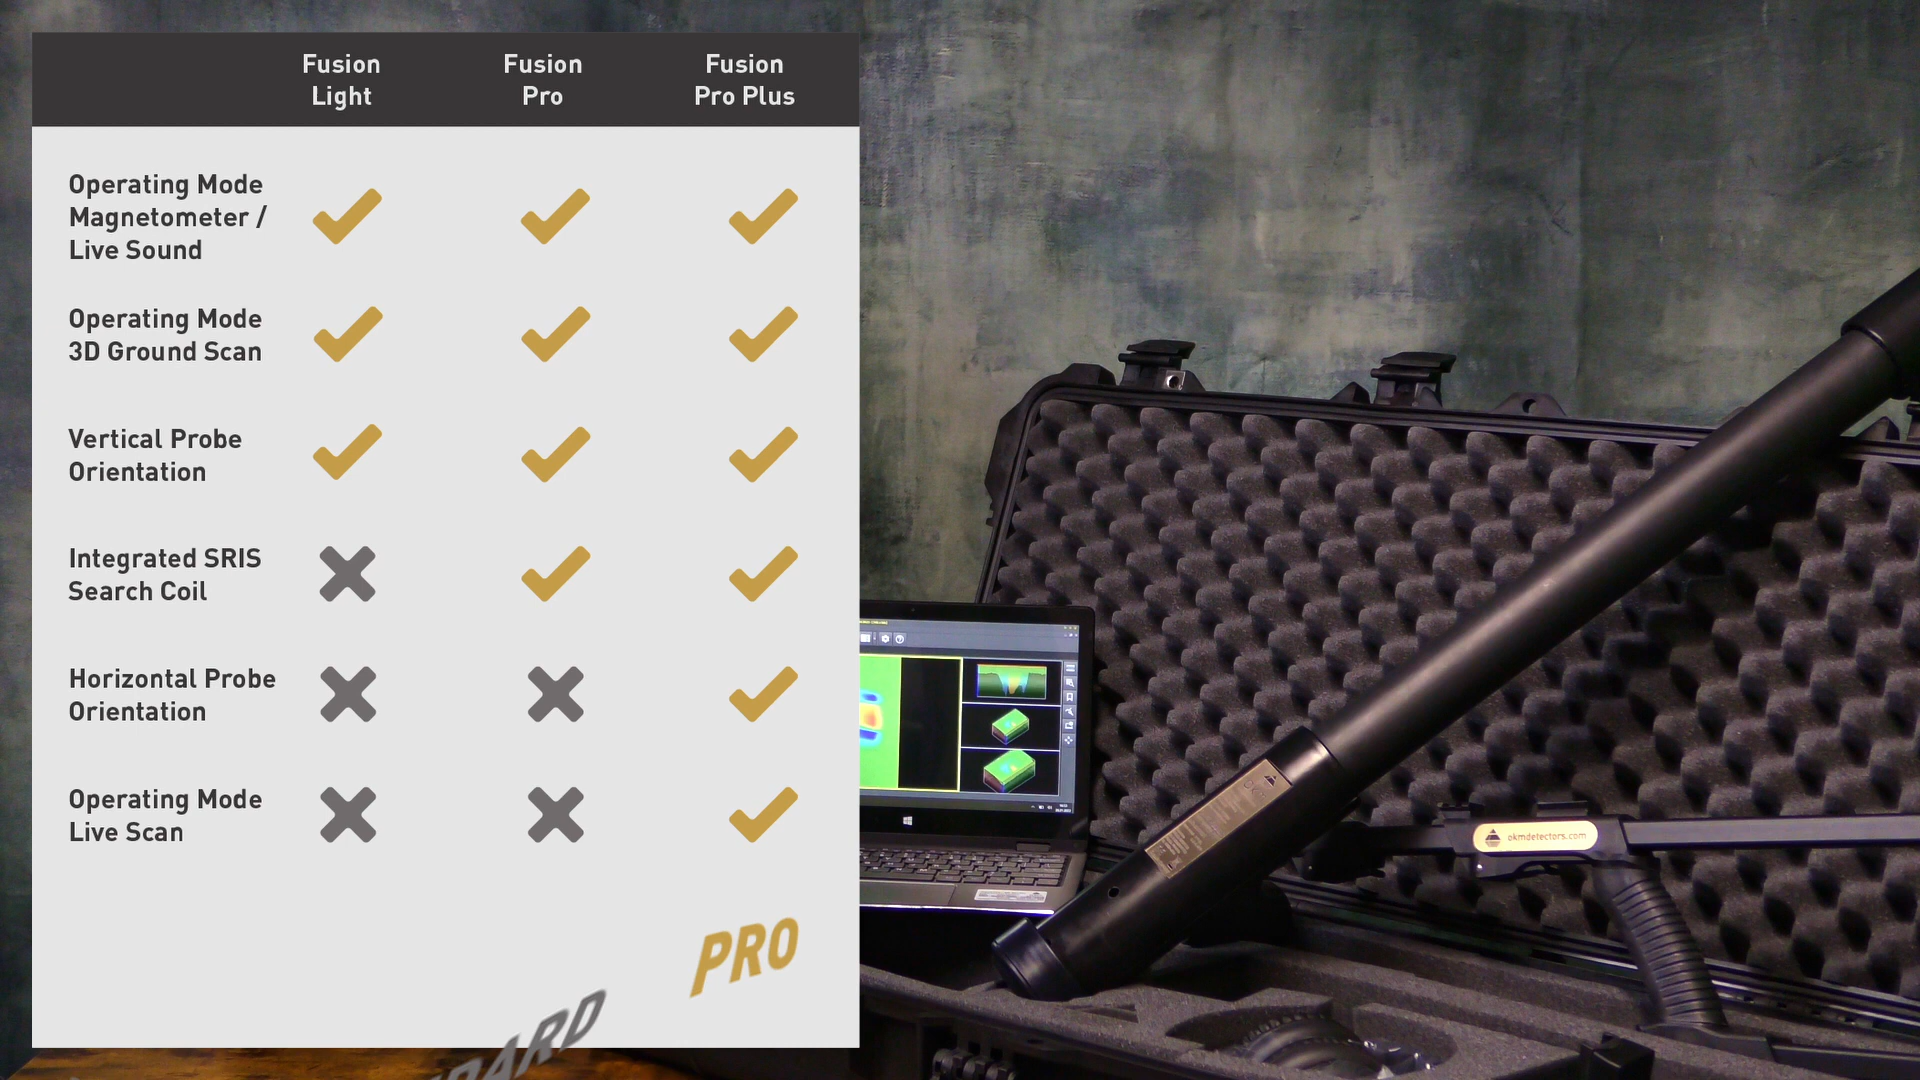 Fusion
Light
Fusion
Pro
Fusion
Pro Plus
Operating Mode
Magnetometer /
Live Sound
Operating Mode
3D Ground Scan
Vertical Probe
Orientation
Integrated SRIS
Search Coil
Horizontal Probe
Orientation
Operating Mode
Live Scan
PRO
okmdetectors.com